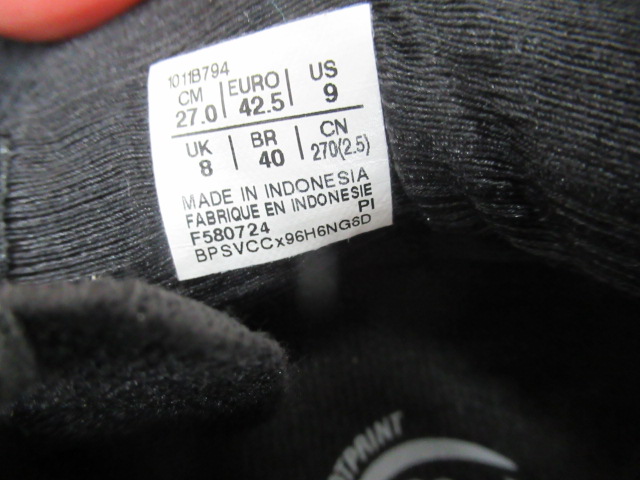 1011B794
CM 27.0 | EURO 42.5 | US 9
UK 8 | BR 40 | CN 270(2.5)
MADE IN INDONESIA
FABRIQUE EN INDONESIE
F580724 PI
BPSVCCx96H6NG8D